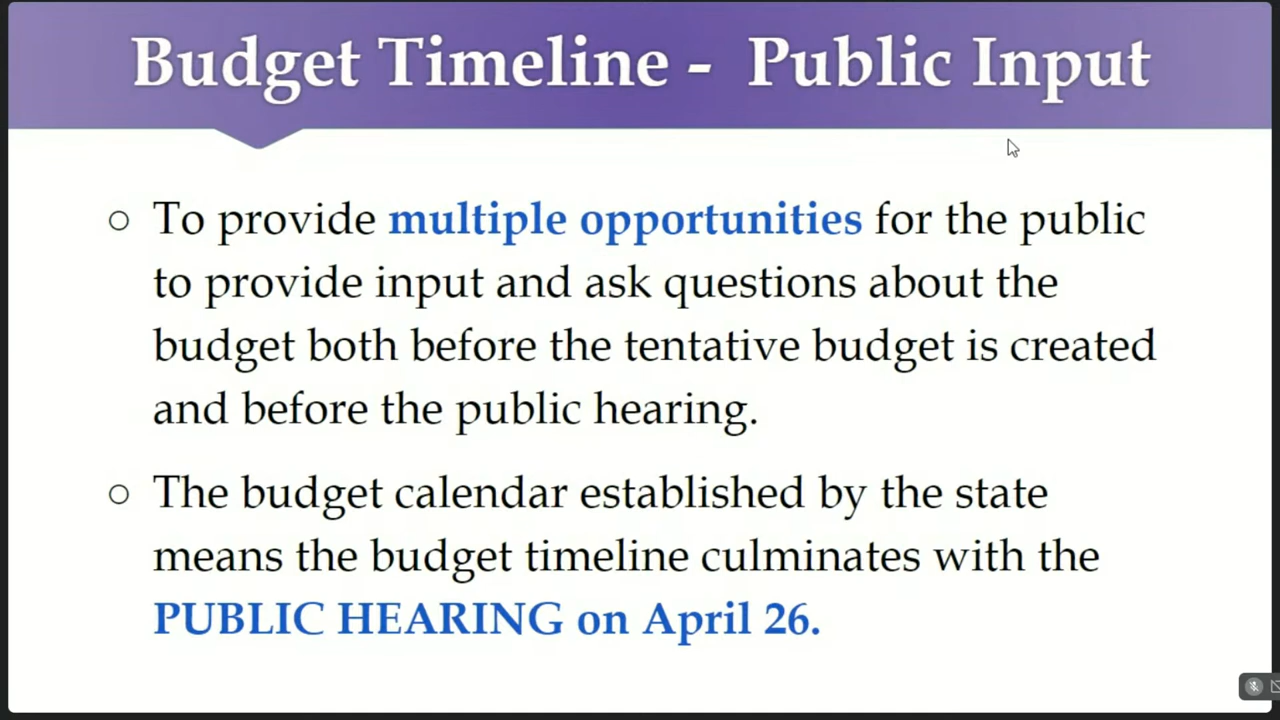 Budget Timeline - Public Input
○ To provide multiple opportunities for the public
to provide input and ask questions about the
budget both before the tentative budget is created
and before the public hearing.
○ The budget calendar established by the state
means the budget timeline culminates with the
PUBLIC HEARING on April 26.